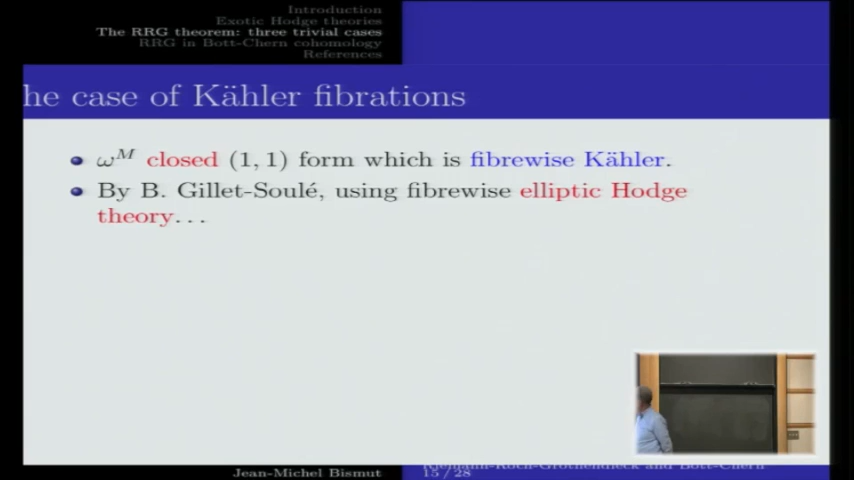 Introduction
Exotic Hodge theories
The RRG theorem: three trivial cases
RRG in Bott-Chern cohomology
References
he case of Kähler fibrations
ω^M closed (1, 1) form which is fibrewise Kähler.
By B. Gillet-Soulé, using fibrewise elliptic Hodge
theory...
Jean-Michel Bismut
Riemann-Roch-Grothendieck and Bott-Chern
15 / 28